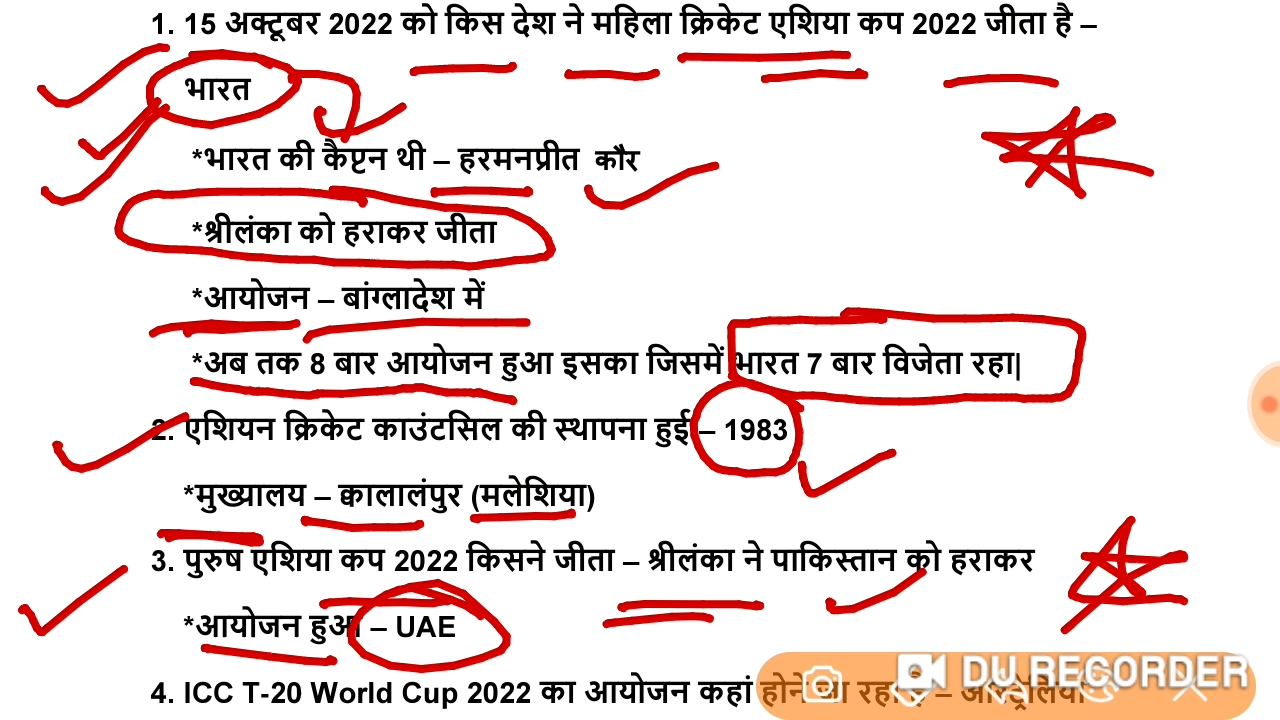 1. 15 अक्टूबर 2022 को किस देश ने महिला क्रिकेट एशिया कप 2022 जीता है –
भारत
*भारत की कैप्टन थी – हरमनप्रीत कौर
*श्रीलंका को हराकर जीता
*आयोजन – बांग्लादेश में
*अब तक 8 बार आयोजन हुआ इसका जिसमें भारत 7 बार विजेता रहा|
2. एशियन क्रिकेट काउंटसिल की स्थापना हुई – 1983
*मुख्यालय – क्वालालंपुर (मलेशिया)
3. पुरुष एशिया कप 2022 किसने जीता – श्रीलंका ने पाकिस्तान को हराकर
*आयोजन हुआ – UAE
4. ICC T-20 World Cup 2022 का आयोजन कहां होने जा रहा है – आस्ट्रेलिया
DU RECORDER